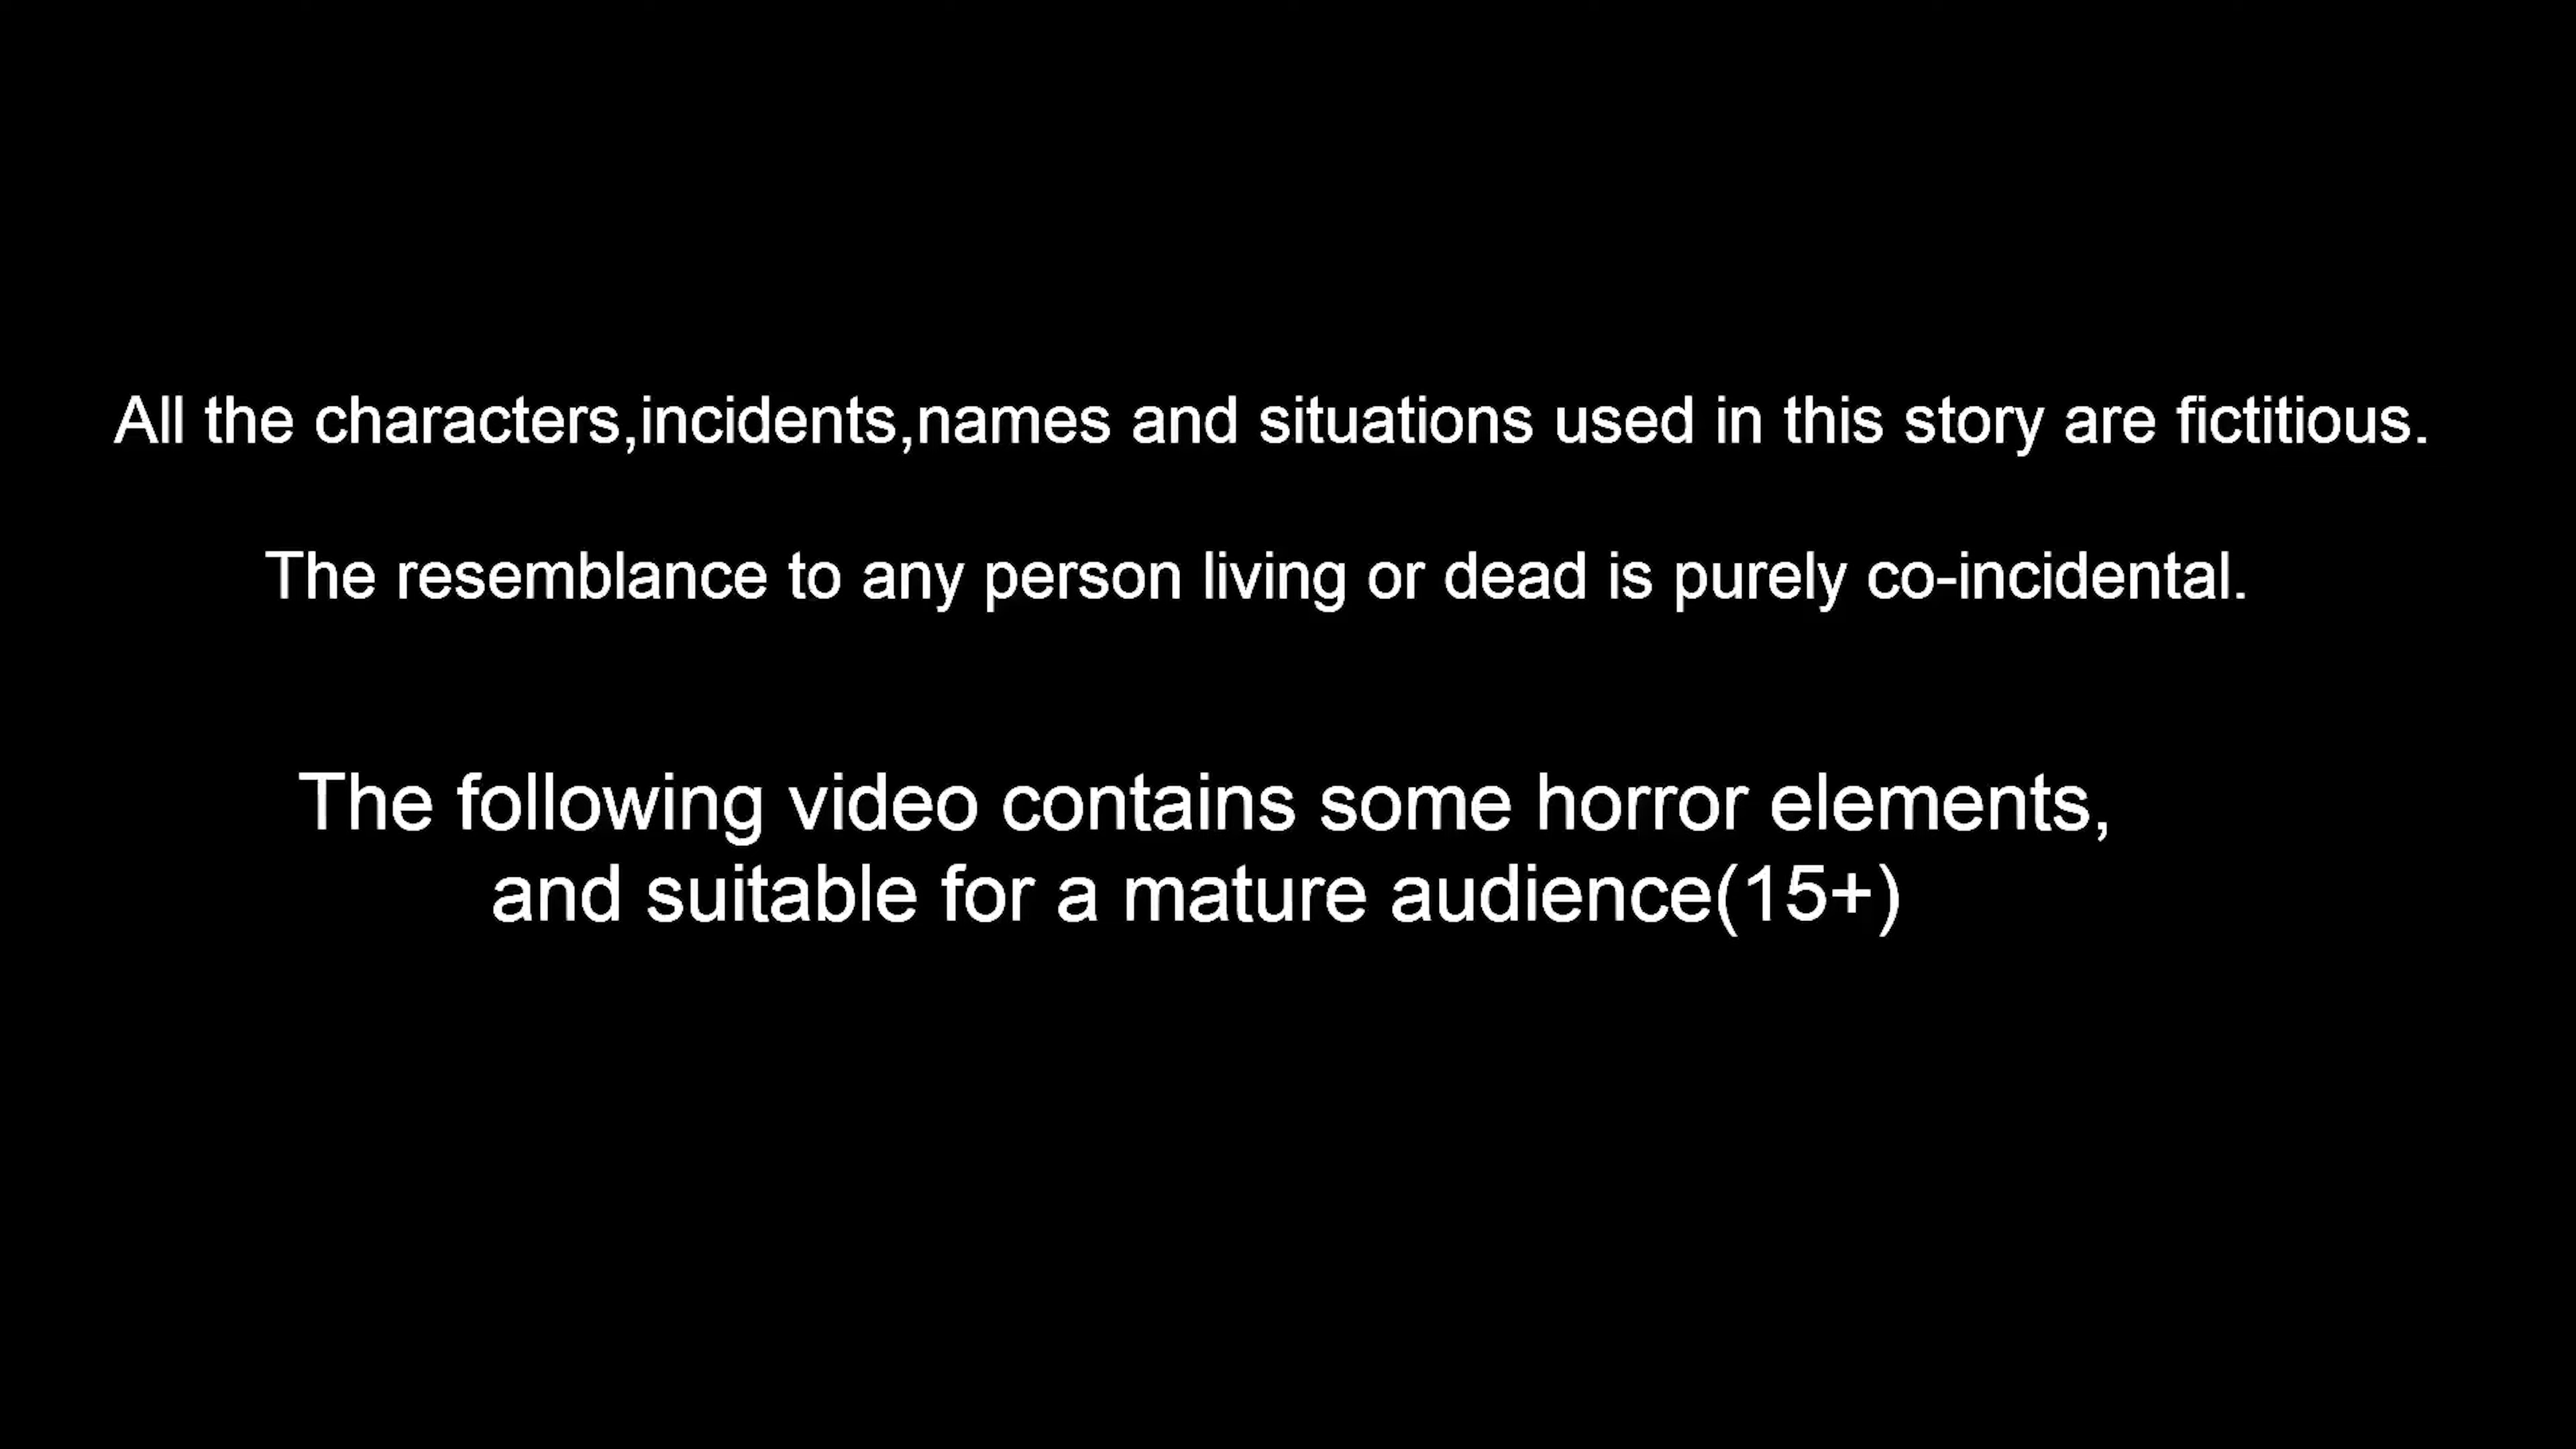 All the characters,incidents,names and situations used in this story are fictitious.
The resemblance to any person living or dead is purely co-incidental.
The following video contains some horror elements,
and suitable for a mature audience(15+)